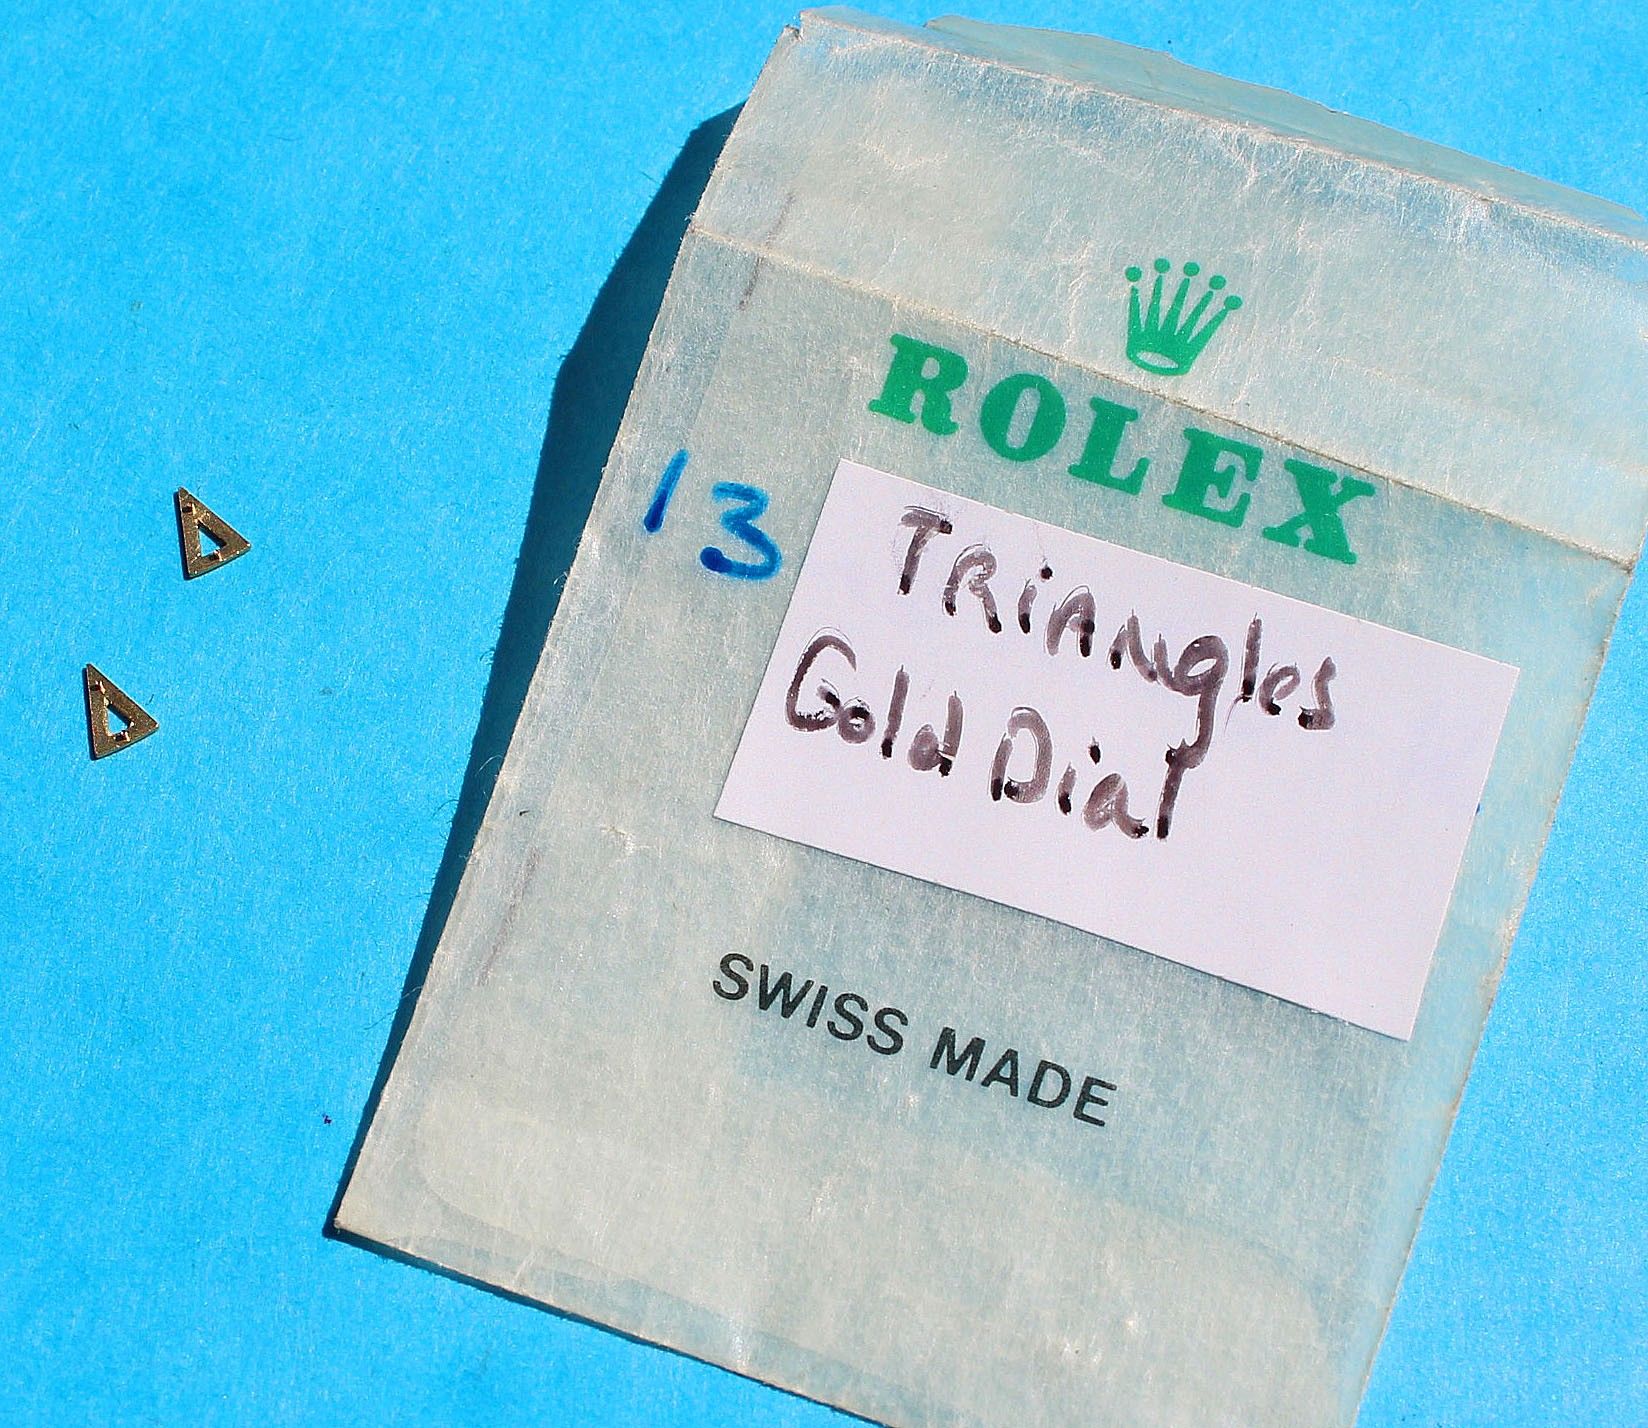 ROLEX
13
TRiAngles
Gold Dial
SWISS MADE